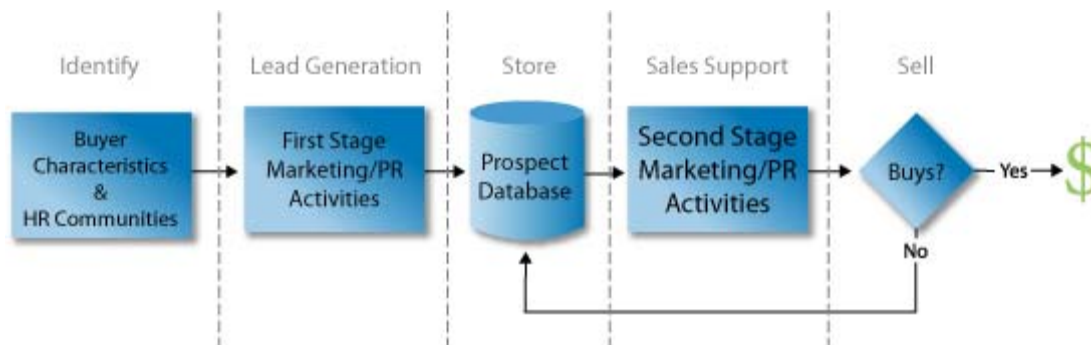 Identify
Lead Generation
Store
Sales Support
Sell
Buyer
Characteristics
&
HR Communities
First Stage
Marketing/PR
Activities
Prospect
Database
Second Stage
Marketing/PR
Activities
Buys?
Yes
$
No